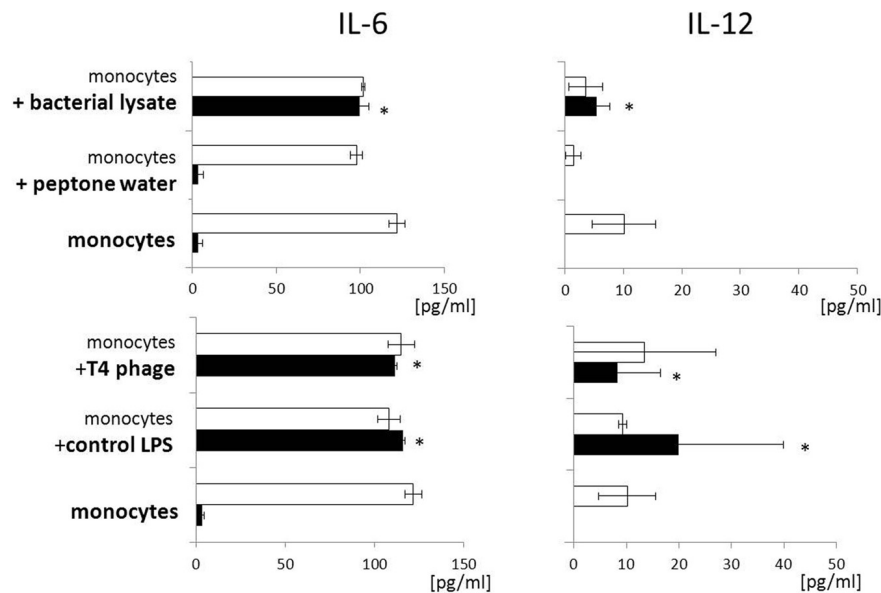 IL-6
IL-12
monocytes
+ bacterial lysate
*
*
monocytes
+ peptone water
monocytes
0 50 100 150
[pg/ml]
0 10 20 30 40 50
[pg/ml]
monocytes
+T4 phage
*
*
monocytes
+control LPS
*
*
monocytes
0 50 100 150
[pg/ml]
0 10 20 30 40 50
[pg/ml]